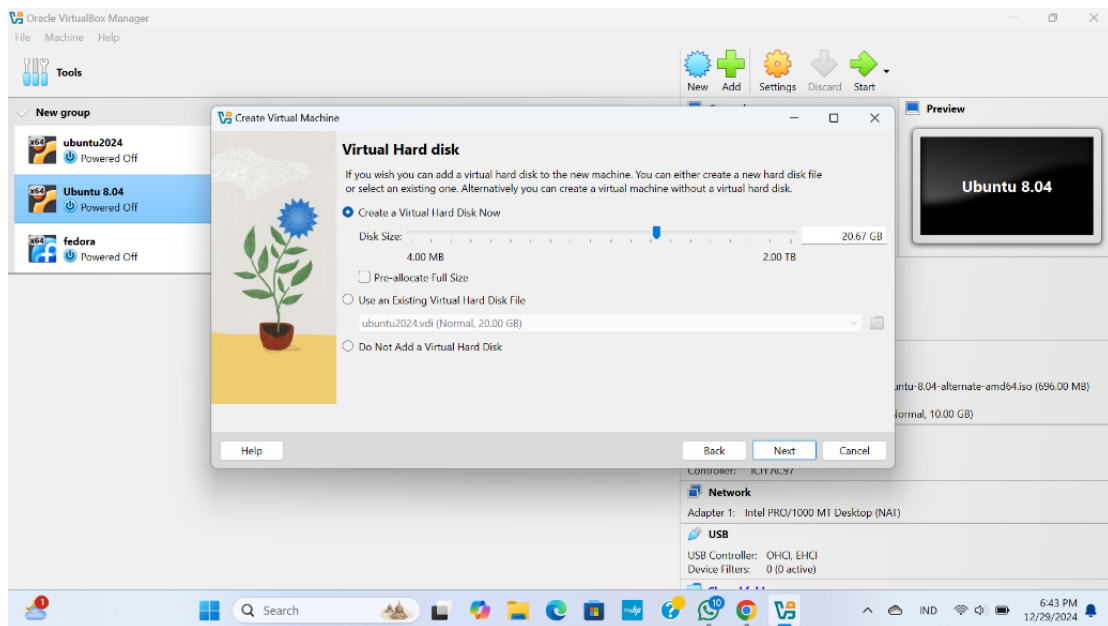 Oracle VirtualBox Manager
File Machine Help
Tools
New Add Settings Discard Start
New group
x64 ubuntu2024
Powered Off
x64 Ubuntu 8.04
Powered Off
x64 fedora
Powered Off
Create Virtual Machine
Virtual Hard disk
If you wish you can add a virtual hard disk to the new machine. You can either create a new hard disk file
or select an existing one. Alternatively you can create a virtual machine without a virtual hard disk.
Create a Virtual Hard Disk Now
Disk Size: 20.67 GB
4.00 MB 2.00 TB
Pre-allocate Full Size
Use an Existing Virtual Hard Disk File
ubuntu2024.vdi (Normal, 20.00 GB)
Do Not Add a Virtual Hard Disk
Help Back Next Cancel
Preview
Ubuntu 8.04
untu-8.04-alternate-amd64.iso (696.00 MB)
ormal, 10.00 GB)
Controller: ICH AC97
Network
Adapter 1: Intel PRO/1000 MT Desktop (NAT)
USB
USB Controller: OHCI, EHCI
Device Filters: 0 (0 active)
1
Search
10
IND
6:43 PM
12/29/2024